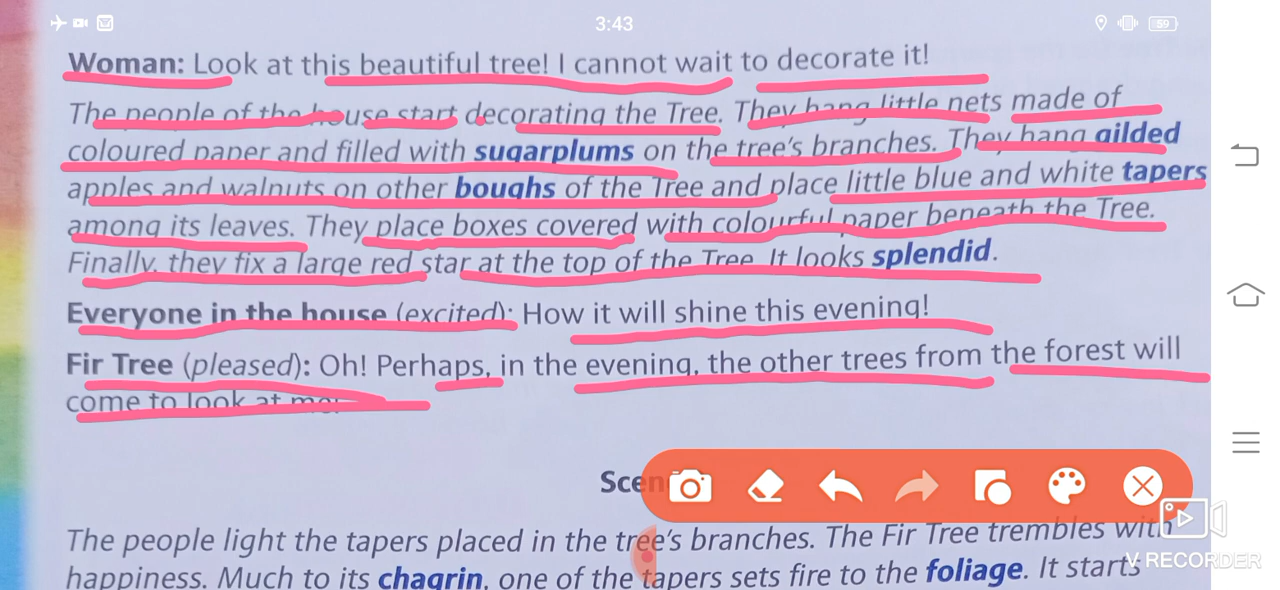 3:43
59
Woman: Look at this beautiful tree! I cannot wait to decorate it!
The people of the house start decorating the Tree. They hang little nets made of
coloured paper and filled with sugarplums on the tree's branches. They hang gilded
apples and walnuts on other boughs of the Tree and place little blue and white tapers
among its leaves. They place boxes covered with colourful paper beneath the Tree.
Finally, they fix a large red star at the top of the Tree. It looks splendid.
Everyone in the house (excited): How it will shine this evening!
Fir Tree (pleased): Oh! Perhaps, in the evening, the other trees from the forest will
come to look at me.
The people light the tapers placed in the tree's branches. The Fir Tree trembles with
V RECORDER
happiness. Much to its chagrin, one of the tapers sets fire to the foliage. It starts